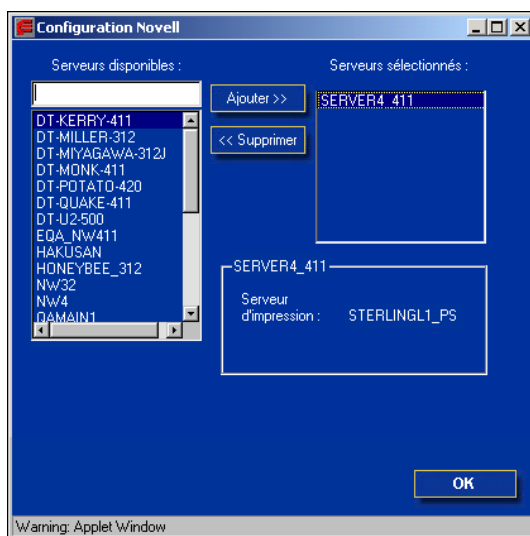 Configuration Novell
Serveurs disponibles :
Serveurs sélectionnés :
Ajouter >>
<< Supprimer
DT-KERRY-411
DT-MILLER-312
DT-MIYAGAWA-312J
DT-MONK-411
DT-POTATO-420
DT-QUAKE-411
DT-U2-500
EQA_NW411
HAKUSAN
HONEYBEE_312
NW32
NW4
QAMAIN1
SERVER4_411
SERVER4_411
Serveur
d'impression : STERLINGL1_PS
OK
Warning: Applet Window